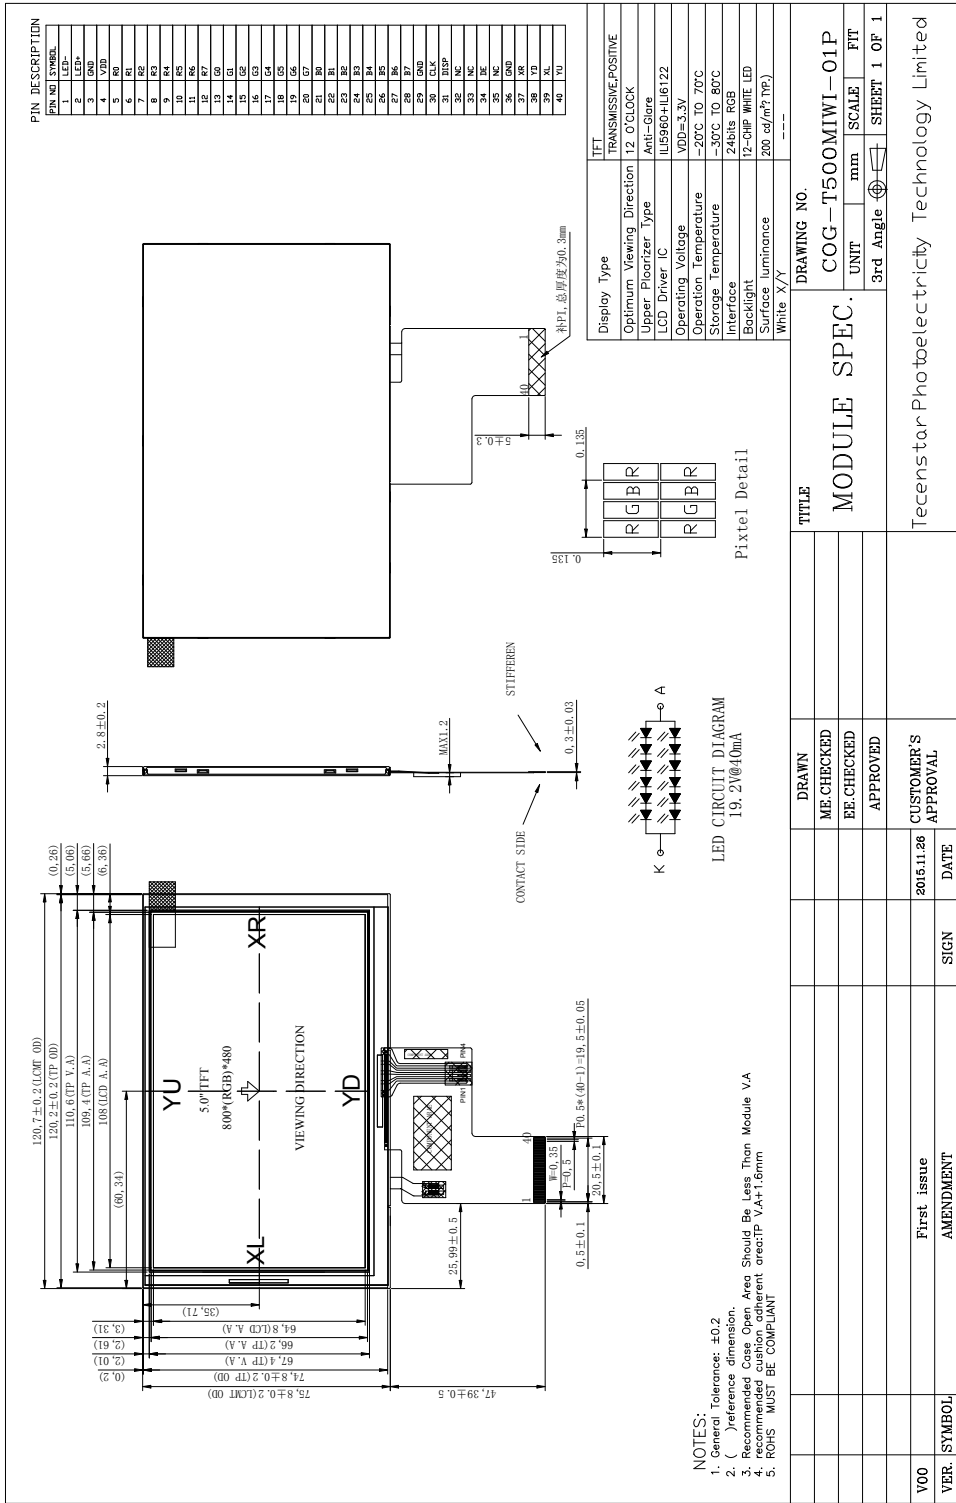 PIN DESCRIPTION
PIN NO SYMBOL
1 LED-
2 LED+
3 GND
4 VDD
5 R0
6 R1
7 R2
8 R3
9 R4
10 R5
11 R6
12 R7
13 G0
14 G1
15 G2
16 G3
17 G4
18 G5
19 G6
20 G7
21 B0
22 B1
23 B2
24 B3
25 B4
26 B5
27 B6
28 B7
29 GND
30 CLK
31 DISP
32 NC
33 NC
34 DE
35 NC
36 GND
37 XR
38 YD
39 XL
40 YU
120,7±0.2(LCMT OD)
120,2±0.2(TP OD)
110,6(TP V.A)
109,4(TP A.A)
108(LCD A.A)
(60,34)
(0,26)
(5,06)
(5,66)
(6,36)
75,8±0.2(LCMT OD)
74,8±0.2(TP OD)
67,4(TP V.A)
66,2(TP A.A)
64,8(LCD A.A)
(35,71)
(0,2)
(2,01)
(2,61)
(3,31)
47,39±0.5
YU
XR
XL
YD
5.0"TFT
800*(RGB)*480
VIEWING DIRECTION
PIN1
PIN4
25,99±0.5
1
40
W=0,35
P=0,5
P0,5*(40-1)=19,5±0.05
0,5±0.1
20,5±0.1
2.8±0.2
MAX1.2
STIFFEREN
CONTACT SIDE
0,3±0.03
40
1
5±0.3
补PI,总厚度为0.3mm
K
A
LED CIRCUIT DIAGRAM
19.2V@40mA
0.135
0.135
R G B R
R G B R
Pixtel Detail
Display Type TFT
TRANSMISSIVE,POSITIVE
Optimum Viewing Direction 12 O'CLOCK
Upper Ploarizer Type Anti-Glare
LCD Driver IC ILI5960+ILI6122
Operating Voltage VDD=3.3V
Operation Temperature -20°C TO 70°C
Storage Temperature -30°C TO 80°C
Interface 24bits RGB
Backlight 12-CHIP WHITE LED
Surface luminance 200 cd/m²? TYP.)
White X/Y ---
NOTES:
1. General Tolerance: ±0.2
2. ( )reference dimension.
3. Recommended Case Open Area Should Be Less Than Module V.A
4. recommended cushion adherent area:TP V.A+1.6mm
5. ROHS MUST BE COMPLIANT
V00 First issue 2015.11.26
VER. SYMBOL AMENDMENT SIGN DATE
DRAWN
ME.CHECKED
EE.CHECKED
APPROVED
CUSTOMER'S
APPROVAL
TITLE
MODULE SPEC.
DRAWING NO.
COG-T500MIWI-01P
UNIT mm SCALE FIT
3rd Angle SHEET 1 OF 1
Tecenstar Photoelectricity Technology Limited